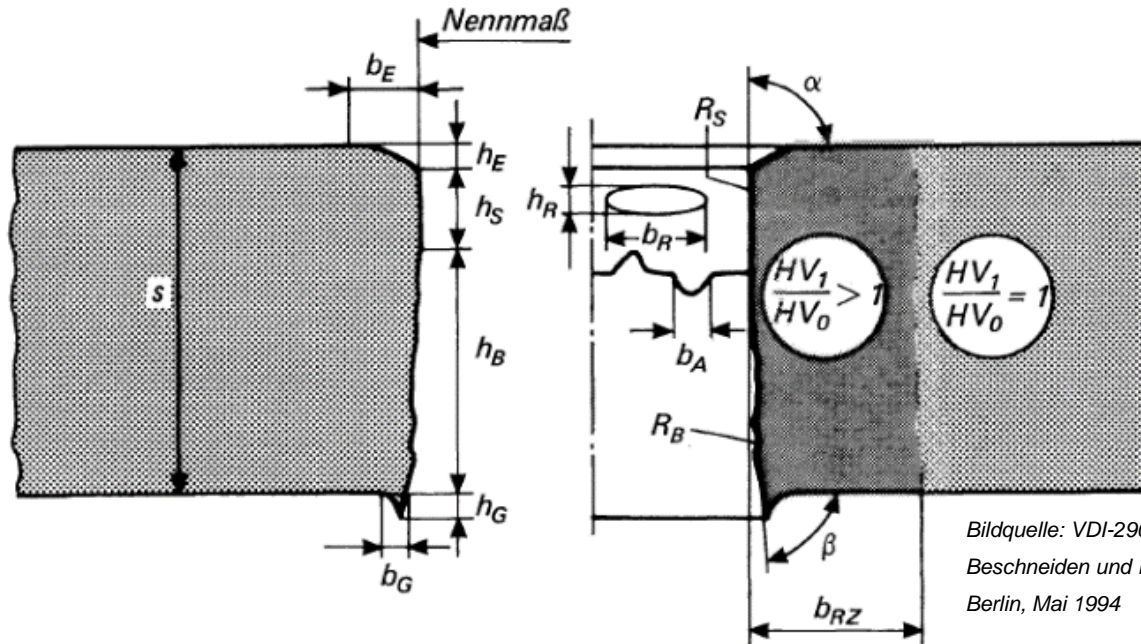 Nennmaß
b_E
α
R_S
h_E
h_S
h_R
b_R
s
HV_1
HV_0 > 1
HV_1
HV_0 = 1
h_B
b_A
R_B
h_G
b_G
β
b_RZ
Bildquelle: VDI-290
Beschneiden und
Berlin, Mai 1994